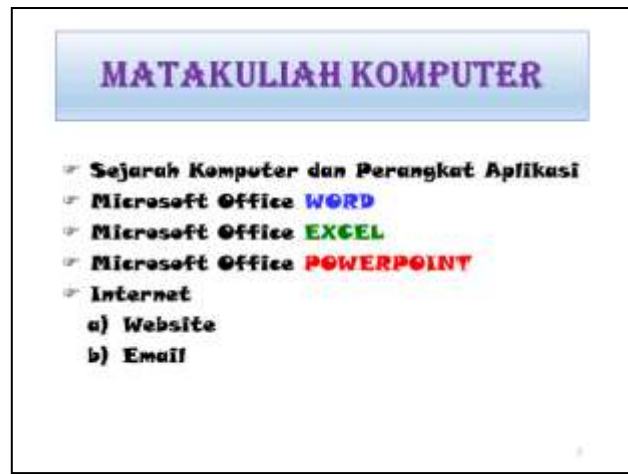 MATAKULIAH KOMPUTER
☞ Sejarah Komputer dan Perangkat Aplikasi
☞ Microsoft Office WORD
☞ Microsoft Office EXCEL
☞ Microsoft Office POWERPOINT
☞ Internet
a) Website
b) Email